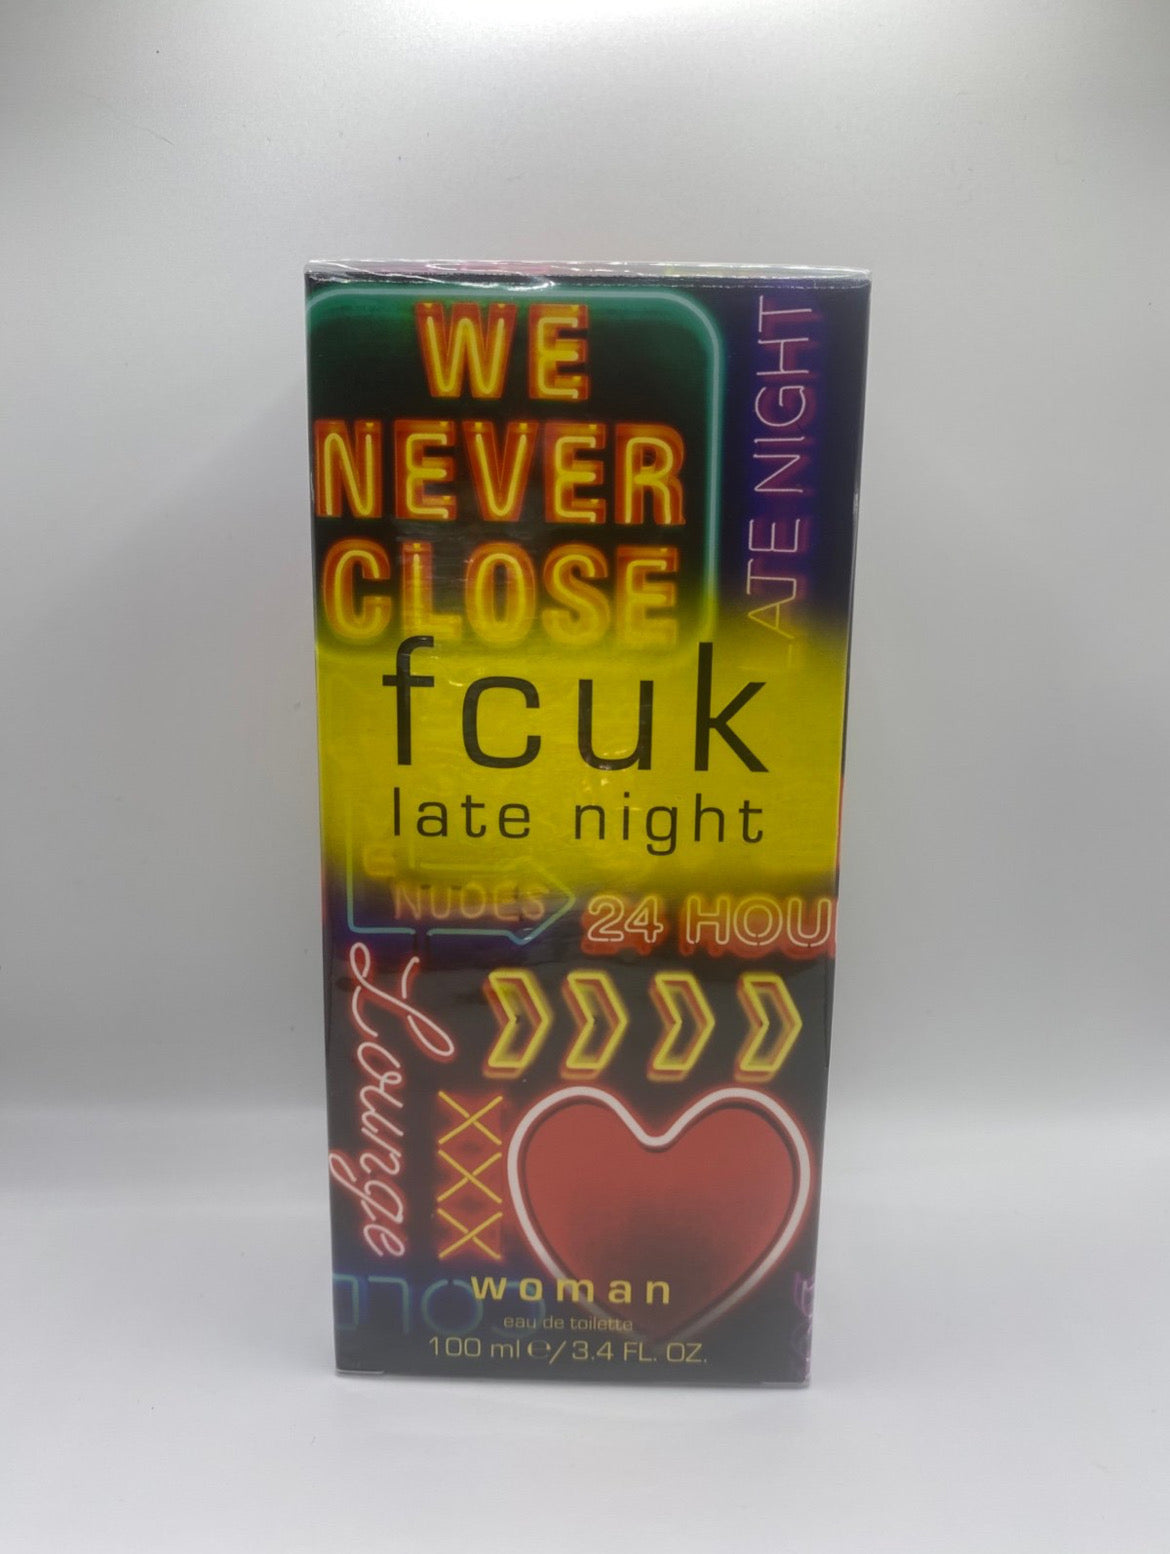 WE
NEVER
CLOSE
LATE NIGHT
fcuk
late night
NUDES
24 HOU
Lounge
XXX
woman
eau de toilette
100 ml ℮/3.4 FL. OZ.